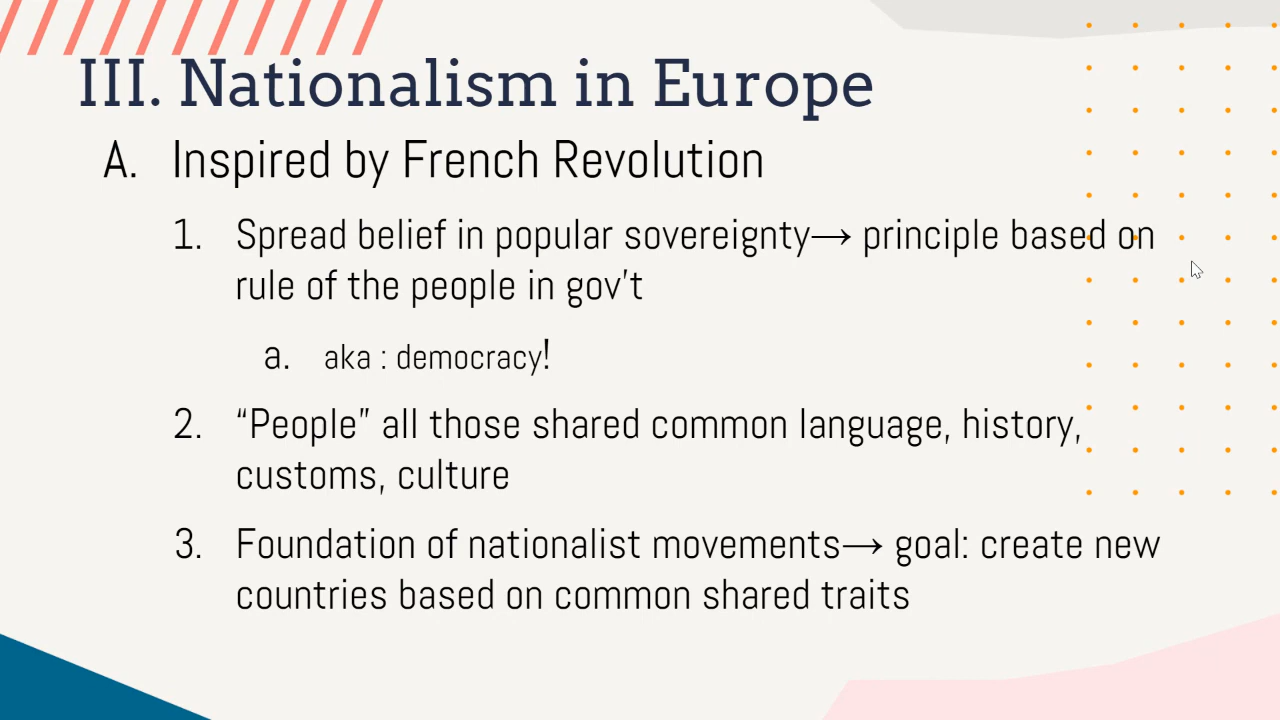 III. Nationalism in Europe
A. Inspired by French Revolution
1. Spread belief in popular sovereignty→ principle based on
rule of the people in gov’t
a. aka : democracy!
2. “People” all those shared common language, history,
customs, culture
3. Foundation of nationalist movements→ goal: create new
countries based on common shared traits